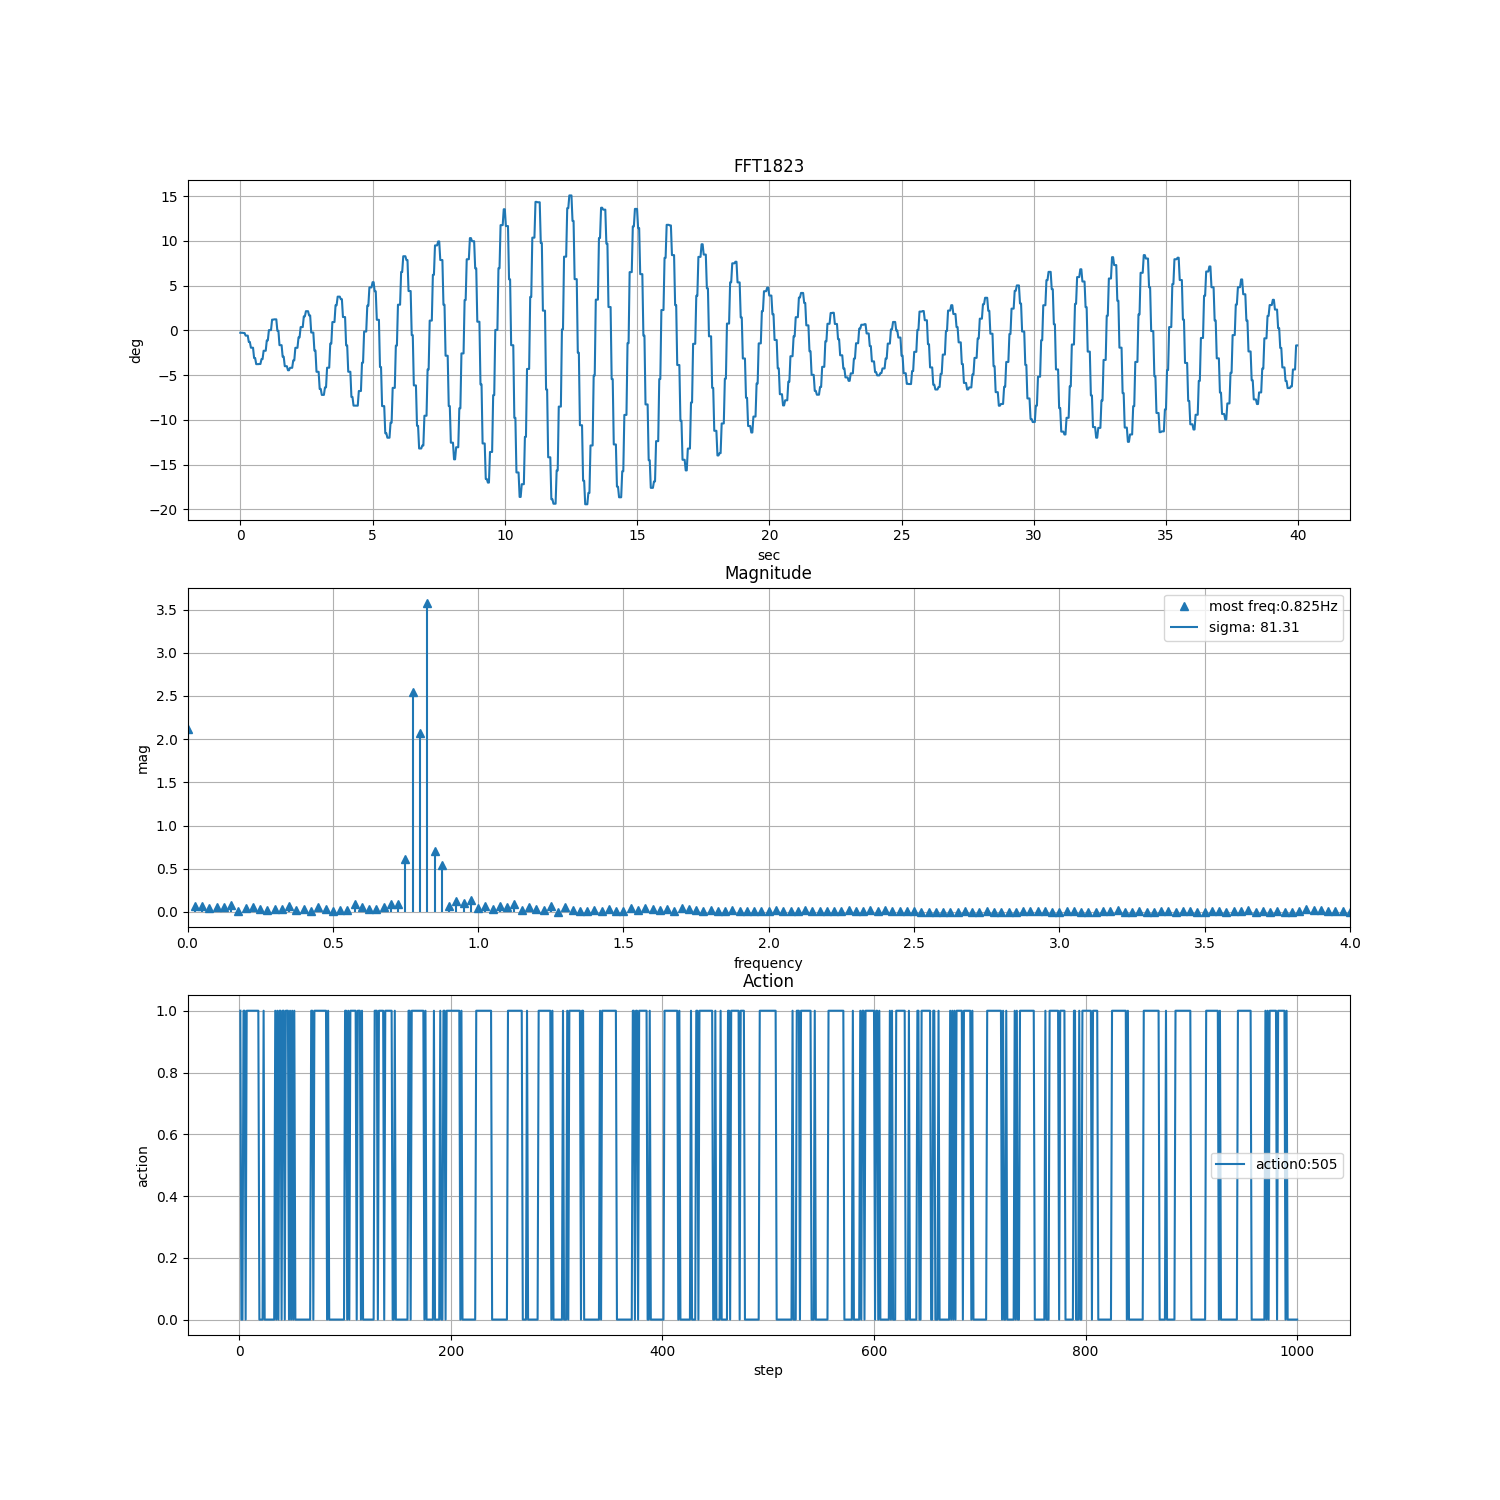 FFT1823
15
10
5
0
−5
−10
−15
−20
deg
0 5 10 15 20 25 30 35 40
sec
Magnitude
3.5
3.0
2.5
2.0
1.5
1.0
0.5
0.0
mag
most freq:0.825Hz
sigma: 81.31
0.0 0.5 1.0 1.5 2.0 2.5 3.0 3.5 4.0
frequency
Action
1.0
0.8
0.6
0.4
0.2
0.0
action
action0:505
0 200 400 600 800 1000
step